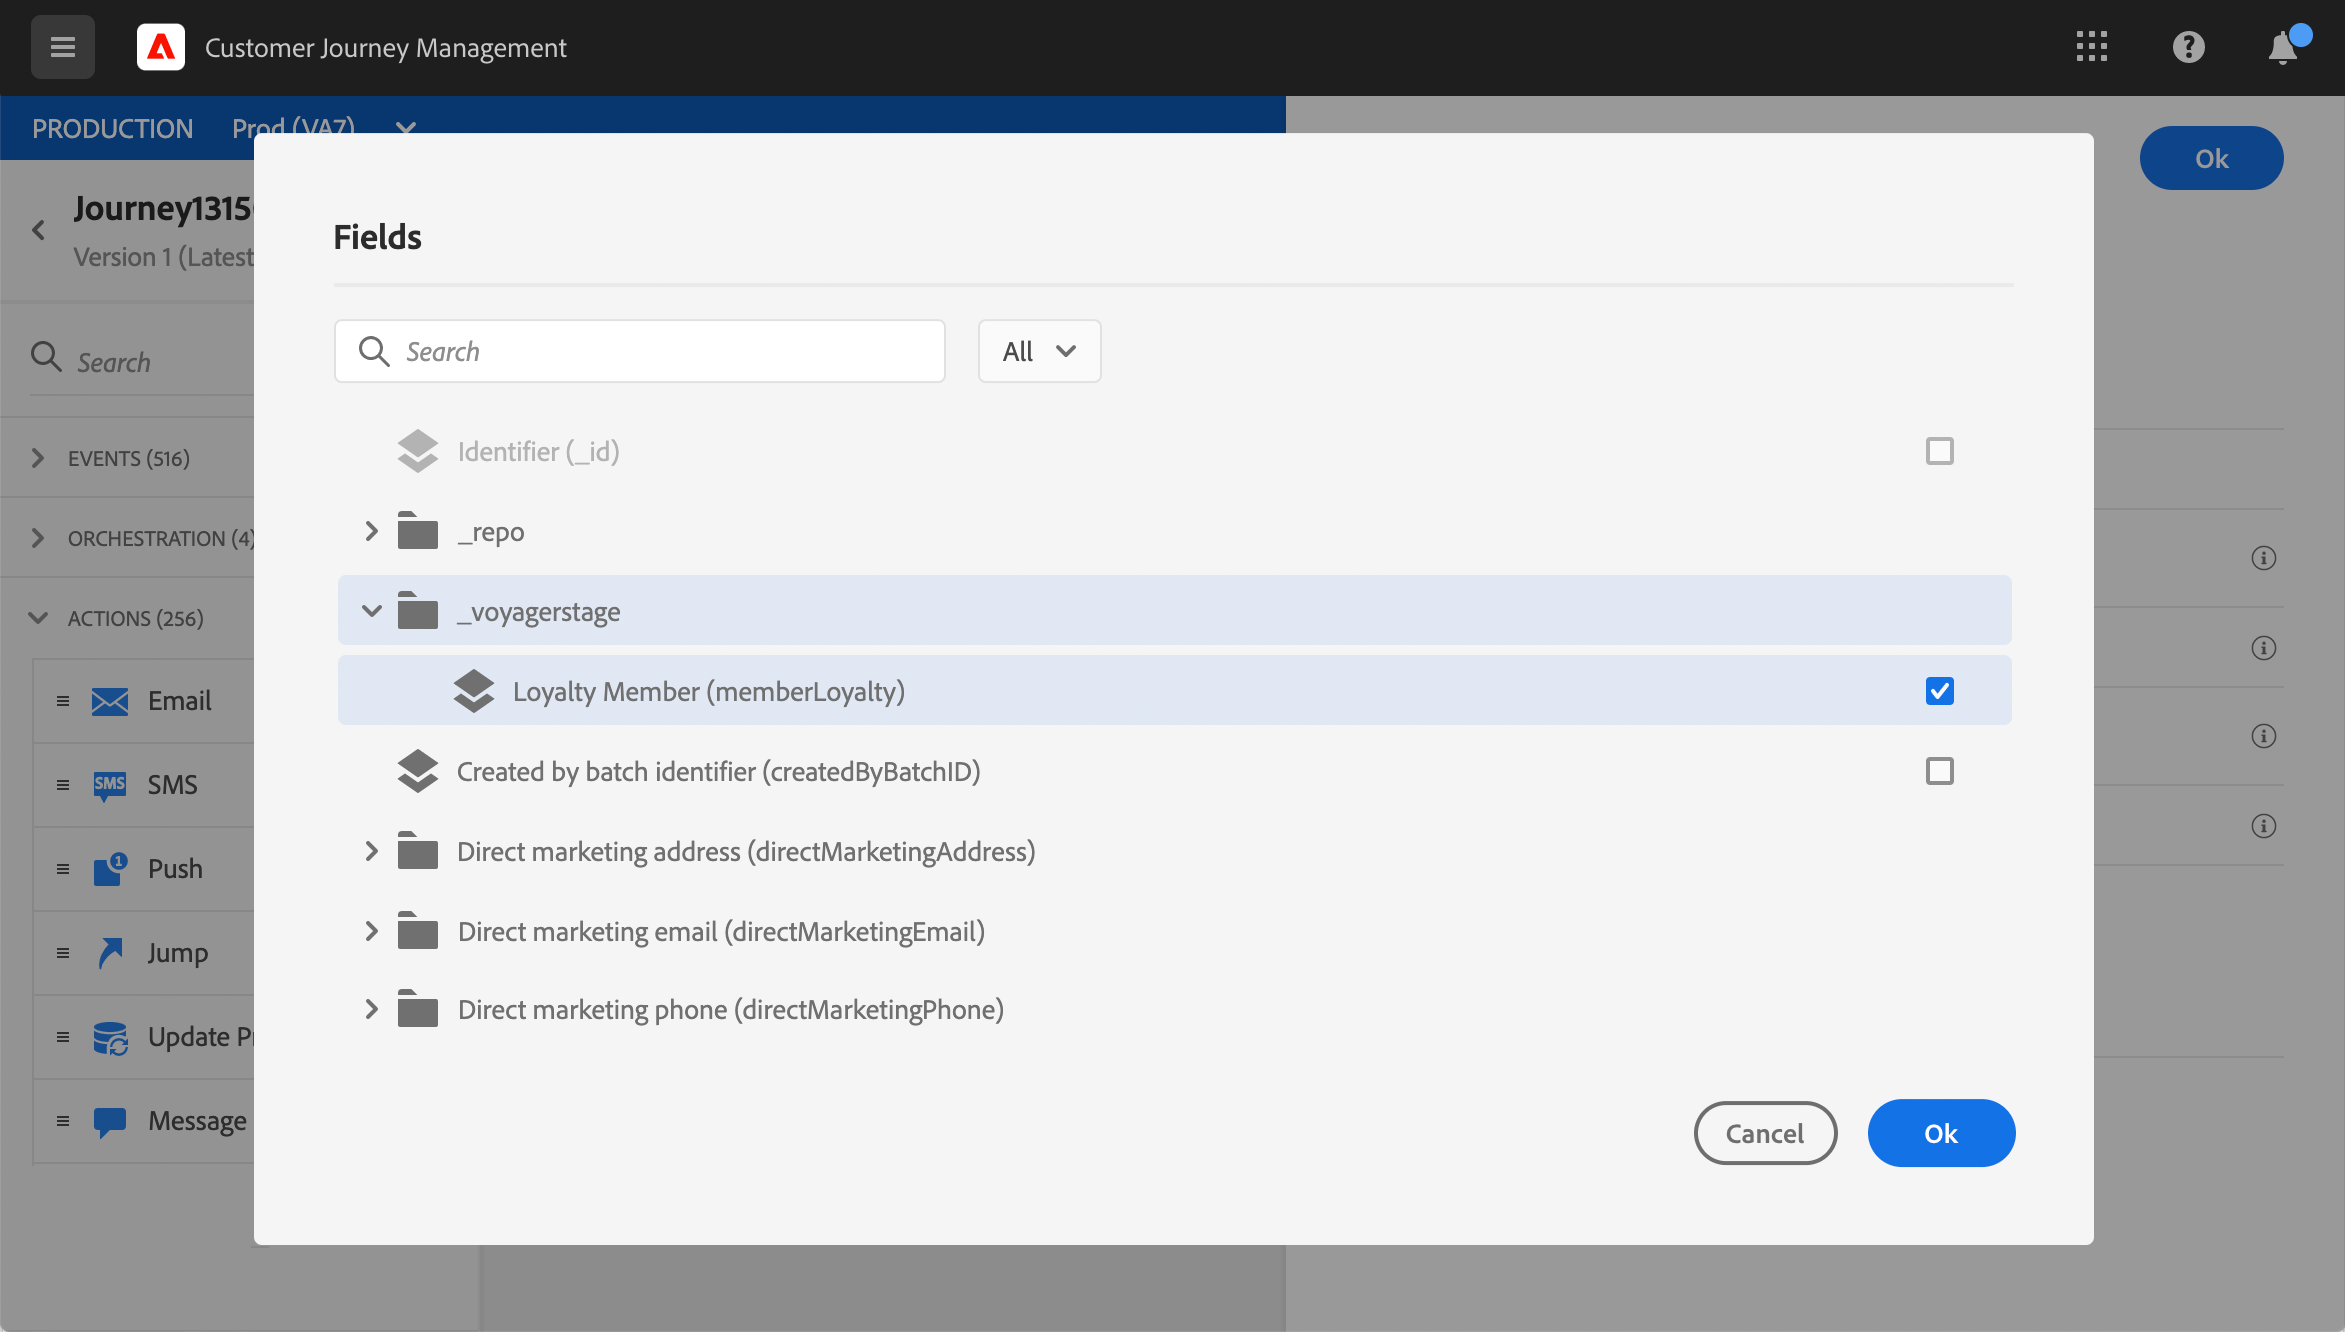 Customer Journey Management
PRODUCTION Prod (VA7)
Ok
Journey1315
Version 1 (Latest
Search
EVENTS (516)
ORCHESTRATION (4)
ACTIONS (256)
Email
SMS
SMS
1
Push
Jump
Update
Message
Fields
Search
All
Identifier (_id)
_repo
_voyagerstage
Loyalty Member (memberLoyalty)
Created by batch identifier (createdByBatchID)
Direct marketing address (directMarketingAddress)
Direct marketing email (directMarketingEmail)
Direct marketing phone (directMarketingPhone)
Cancel
Ok